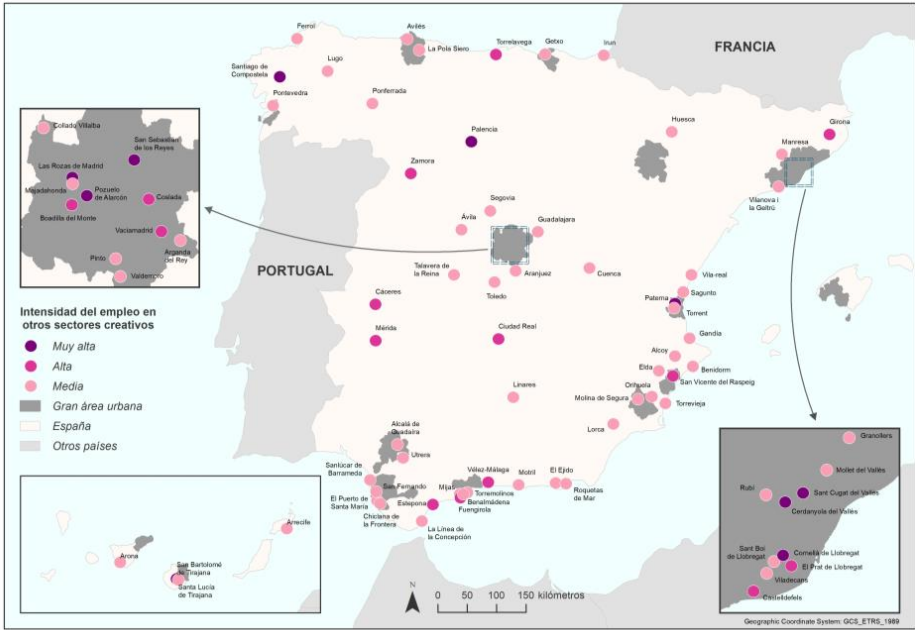 Ferrol
Avilés
La Pola Siero
Torrelavega
Getxo
Irun
FRANCIA
Santiago de
Compostela
Lugo
Pontevedra
Ponferrada
Palencia
Huesca
Girona
Manresa
Zamora
Vilanova i
la Geltrú
Segovia
Ávila
Guadalajara
PORTUGAL
Talavera de
la Reina
Aranjuez
Toledo
Cuenca
Vila-real
Sagunto
Paterna
Torrent
Cáceres
Mérida
Ciudad Real
Gandia
Alcoy
Elda
Benidorm
San Vicente del Raspeig
Orihuela
Molina de Segura
Torrevieja
Linares
Lorca
Alcalá de
Guadaíra
Utrera
Sanlúcar de
Barrameda
San Fernando
El Puerto de
Santa María
Chiclana de
la Frontera
Estepona
Mijas
Vélez-Málaga
Torremolinos
Benalmádena
Fuengirola
La Línea de
la Concepción
Motril
El Ejido
Roquetas
de Mar
Collado Villalba
San Sebastián
de los Reyes
Las Rozas de Madrid
Majadahonda
Pozuelo
de Alarcón
Coslada
Boadilla del Monte
Vaciamadrid
Arganda
del Rey
Pinto
Valdemoro
Intensidad del empleo en
otros sectores creativos
Muy alta
Alta
Media
Gran área urbana
España
Otros países
Arrecife
Arona
San Bartolomé
de Tirajana
Santa Lucía
de Tirajana
N
0 50 100 150 kilómetros
Granollers
Mollet del Vallès
Rubí
Sant Cugat del Vallès
Cerdanyola del Vallès
Sant Boi
de Llobregat
Cornellà de Llobregat
El Prat de Llobregat
Viladecans
Castelldefels
Geographic Coordinate System: GCS_ETRS_1989